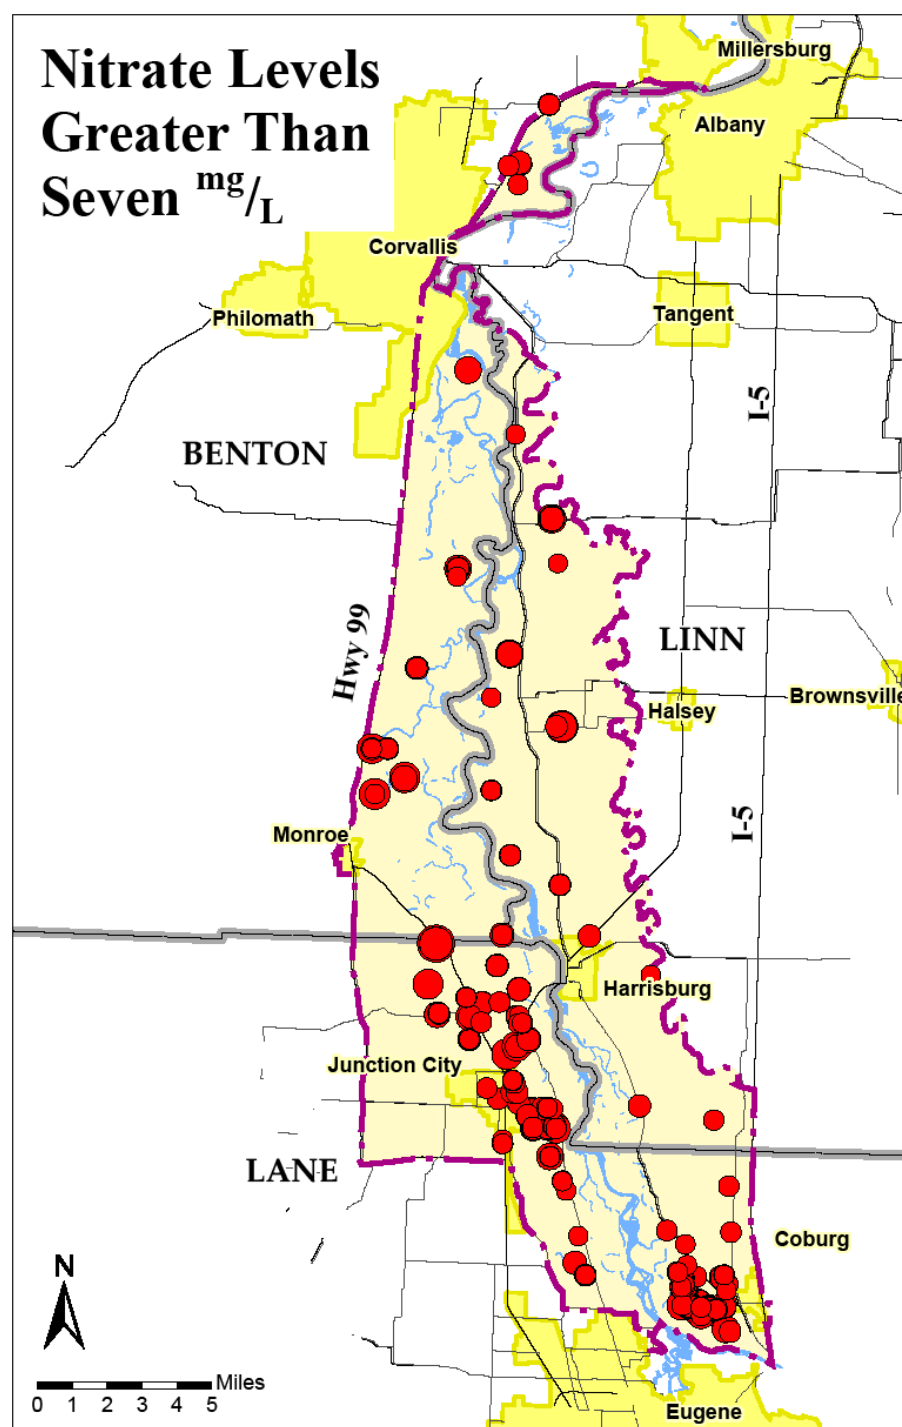 Nitrate Levels
Greater Than
Seven mg/L
Millersburg
Albany
Corvallis
Philomath
Tangent
I-5
BENTON
Hwy 99
LINN
Halsey
Brownsville
I-5
Monroe
Harrisburg
Junction City
LANE
Coburg
N
Miles
0 1 2 3 4 5
Eugene